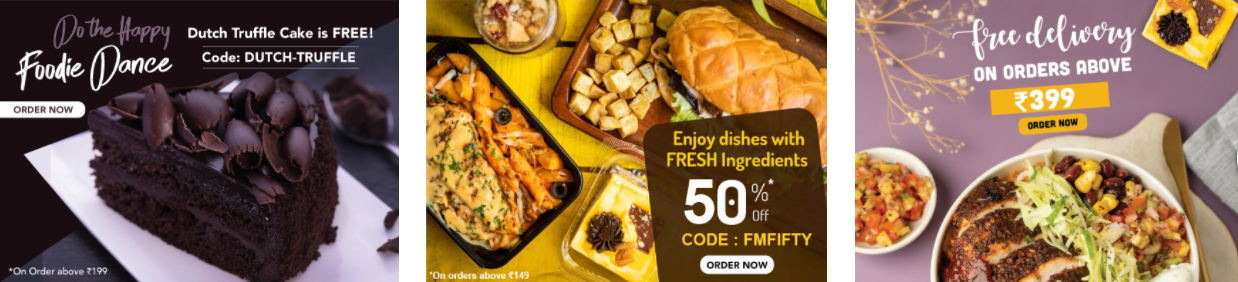 Do the Happy
Foodie Dance
Dutch Truffle Cake is FREE!
Code: DUTCH-TRUFFLE
ORDER NOW
*On Order above ₹199
Enjoy dishes with
FRESH Ingredients
50%*
Off
CODE : FMFIFTY
ORDER NOW
*On orders above ₹149
free delivery
ON ORDERS ABOVE
₹399
ORDER NOW